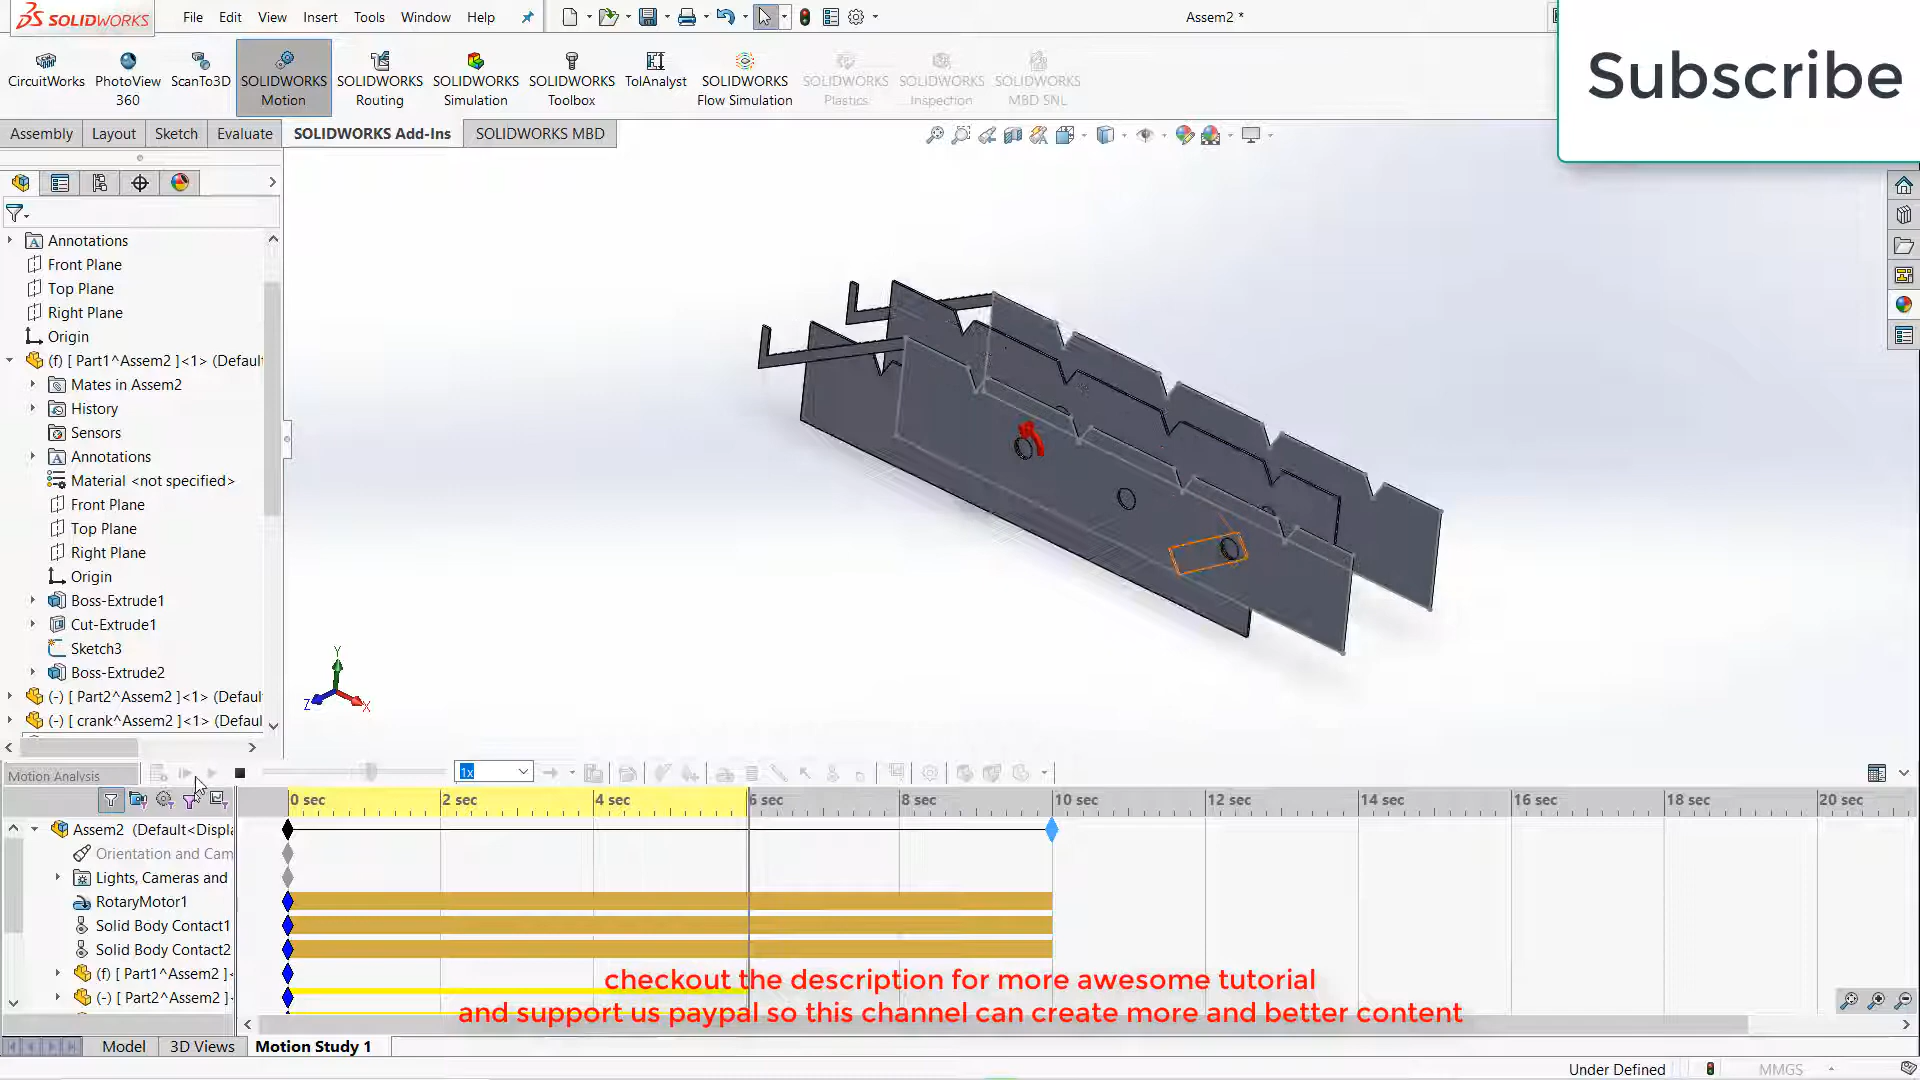 SOLIDWORKS
File Edit View Insert Tools Window Help
Assem2 *
Subscribe
CircuitWorks
PhotoView
360
ScanTo3D
SOLIDWORKS
Motion
SOLIDWORKS
Routing
SOLIDWORKS
Simulation
SOLIDWORKS
Toolbox
TolAnalyst
SOLIDWORKS
Flow Simulation
SOLIDWORKS
Plastics
SOLIDWORKS
Inspection
SOLIDWORKS
MBD SNL
Assembly Layout Sketch Evaluate SOLIDWORKS Add-Ins SOLIDWORKS MBD
Annotations
Front Plane
Top Plane
Right Plane
Origin
(f) [ Part1^Assem2 ]<1> (Defaul
Mates in Assem2
History
Sensors
Annotations
Material <not specified>
Front Plane
Top Plane
Right Plane
Origin
Boss-Extrude1
Cut-Extrude1
Sketch3
Boss-Extrude2
(-) [ Part2^Assem2 ]<1> (Defaul
(-) [ crank^Assem2 ]<1> (Defaul
Y
Z
X
Motion Analysis
1x
0 sec 2 sec 4 sec 6 sec 8 sec 10 sec 12 sec 14 sec 16 sec 18 sec 20 sec
Assem2 (Default<Displa
Orientation and Cam
Lights, Cameras and
RotaryMotor1
Solid Body Contact1
Solid Body Contact2
(f) [ Part1^Assem2 ]
(-) [ Part2^Assem2 ]
checkout the description for more awesome tutorial
and support us paypal so this channel can create more and better content
Model 3D Views Motion Study 1
Under Defined
MMGS